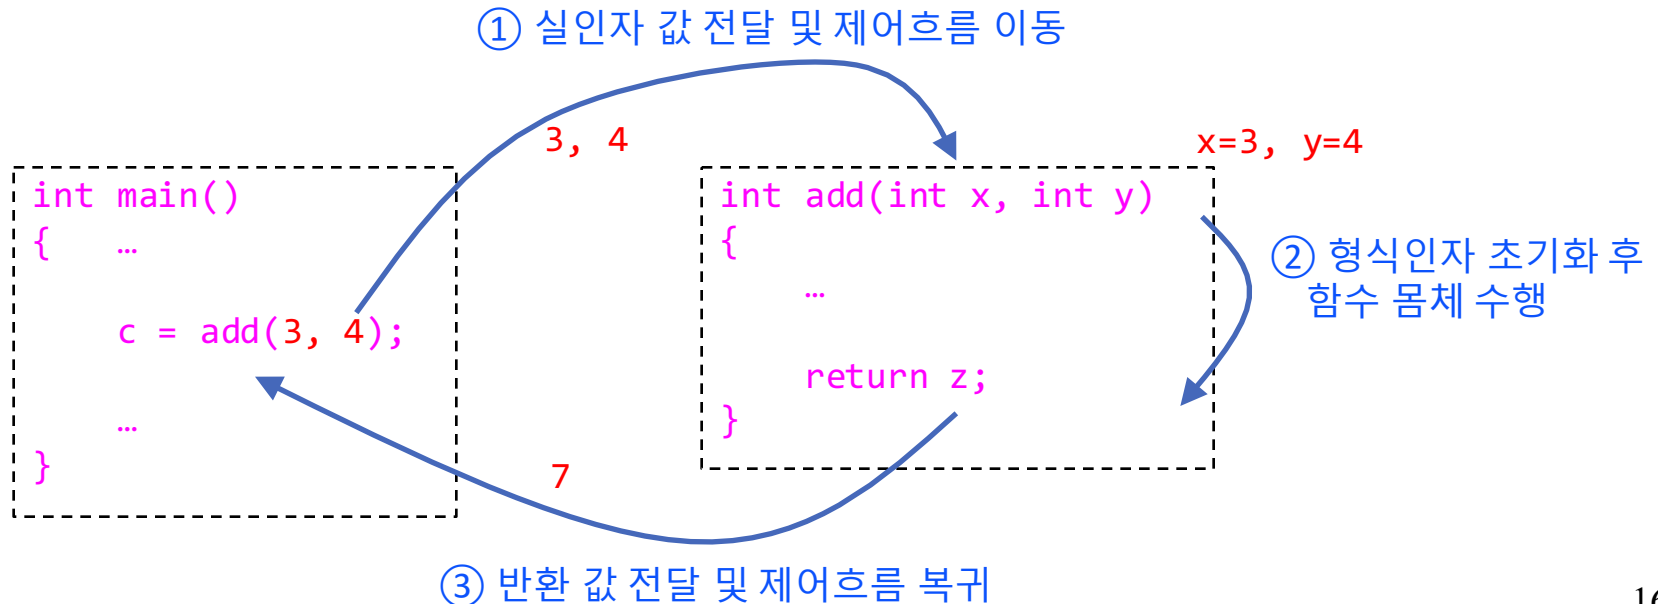 ① 실인자 값 전달 및 제어흐름 이동
3, 4
x=3, y=4
int main()
{ …
c = add(3, 4);
…
}
int add(int x, int y)
{
…
return z;
}
② 형식인자 초기화 후
함수 몸체 수행
7
③ 반환 값 전달 및 제어흐름 복귀
16